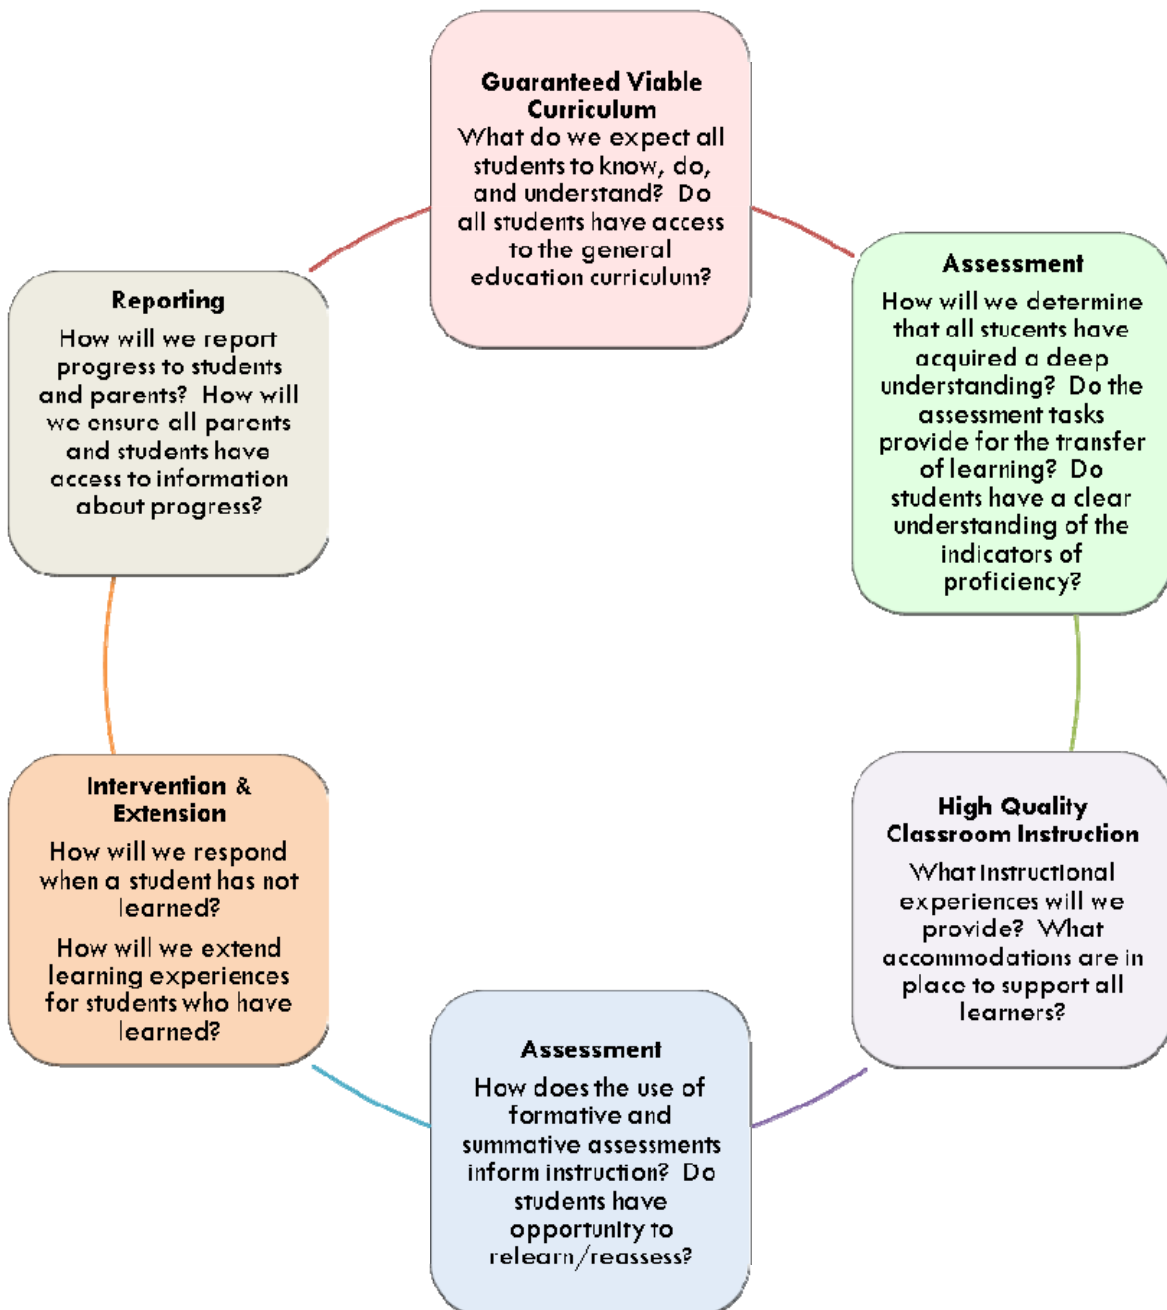 Guaranteed Viable
Curriculum
What do we expect all
students to know, do,
and understand?  Do
all students have access
to the general
education curriculum?
Assessment
How will we determine
that all stucents have
acquired a deep
understanding?  Do the
assessment tasks
provide for the transfer
of learning?  Do
students have a clear
understanding of the
indicators of
proficiency?
High Quality
Classroom Instruction
What instructional
experiences will we
provide?  What
accommodations are in
place to support all
learners?
Assessment
How does the use of
formative and
summative assessments
inform instruction?  Do
students have
opportunity to
relearn/reassess?
Intervention &
Extension
How will we respond
when a student has not
learned?
How will we extend
learning experiences
for students who have
learned?
Reporting
How will we report
progress to students
and parents?  How will
we ensure all parents
and students have
access to information
about progress?